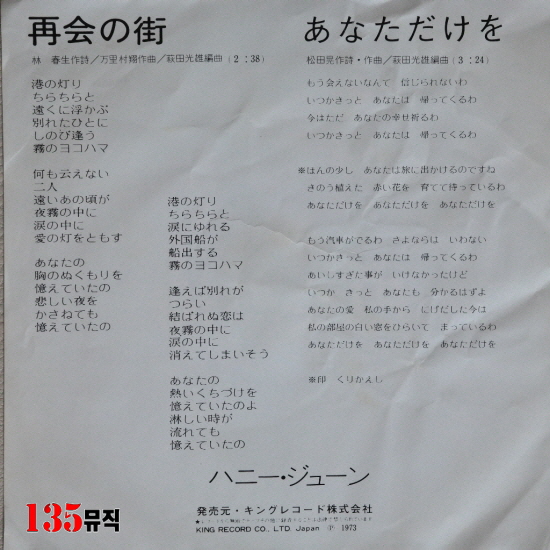 再会の街
林　春生作詩／万里村翔作曲／萩田光雄編曲(2：38)
港の灯り
ちらちらと
遠くに浮かぶ
別れたひとに
しのび逢う
霧のヨコハマ
何も云えない
二人
遠いあの頃が
夜霧の中に
涙の中に
愛の灯をともす
あなたの
胸のぬくもりを
憶えていたの
悲しい夜を
かさねても
憶えていたの
港の灯り
ちらちらと
涙にゆれる
外国船が
船出する
霧のヨコハマ
逢えば別れが
つらい
結ばれぬ恋は
夜霧の中に
涙の中に
消えてしまいそう
あなたの
熱いくちづけを
憶えていたのよ
淋しい時が
流れても
憶えていたの
あなただけを
松田晃作詩・作曲／萩田光雄編曲(3：24)
もう会えないなんて　信じられないわ
いつかきっと　あなたは　帰ってくるわ
今はただ　あなたの幸せ祈るわ
いつかきっと　あなたは　帰ってくるわ
※ほんの少し　あなたは旅に出かけるのですね
きのう植えた　赤い花を　育てて待っているわ
あなただけを　あなただけを　あなただけを
もう汽車がでるわ　さよならは　いわない
いつかきっと　あなたは　帰ってくるわ
あいしすぎた事が　いけなかったけど
いつか　きっと　あなたも　分かるはずよ
あなたの愛　私の手から　にげだした今は
私の部屋の白い窓をひらいて　まっているわ
あなただけを　あなただけを　あなただけを
※印　くりかえし
ハニー・ジューン
発売元・キングレコード株式会社
KING RECORD CO., LTD. Japan Ⓟ 1973
135뮤직